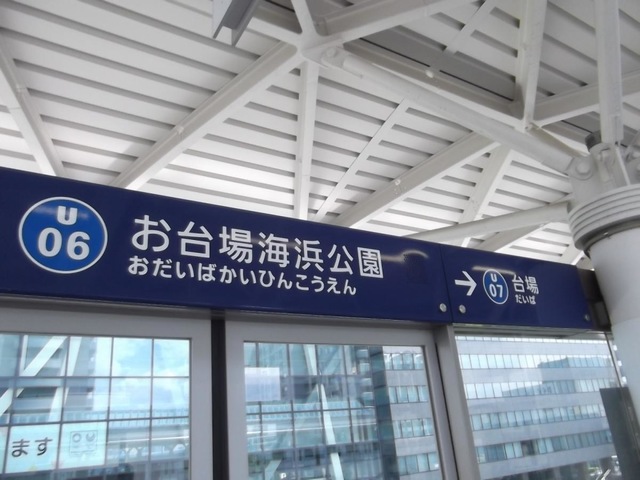 U
06
お台場海浜公園
おだいばかいひんこうえん
→
U
07
台場
だいば
ます